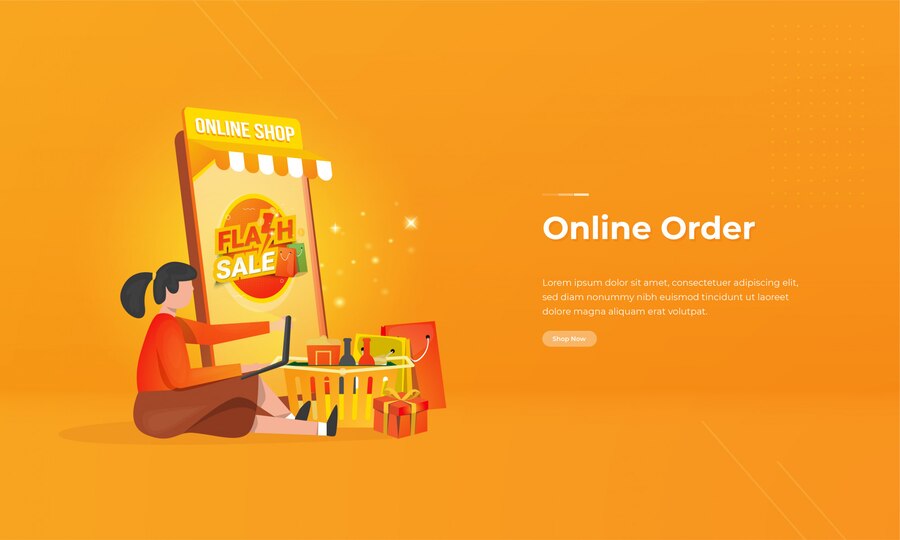 ONLINE SHOP
FLASH
SALE
Online Order
Lorem ipsum dolor sit amet, consectetuer adipiscing elit,
sed diam nonummy nibh euismod tincidunt ut laoreet
dolore magna aliquam erat volutpat.
Shop Now